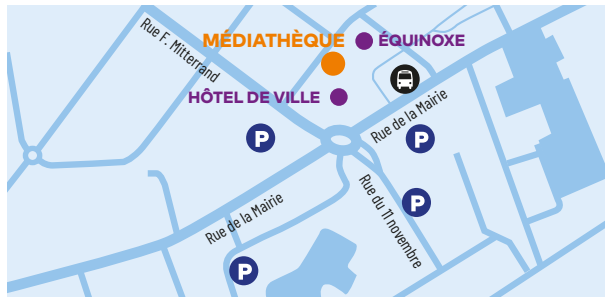 Rue F. Mitterrand
MÉDIATHÈQUE
ÉQUINOXE
HÔTEL DE VILLE
Rue de la Mairie
P
P
P
Rue de la Mairie
Rue du 11 novembre
P